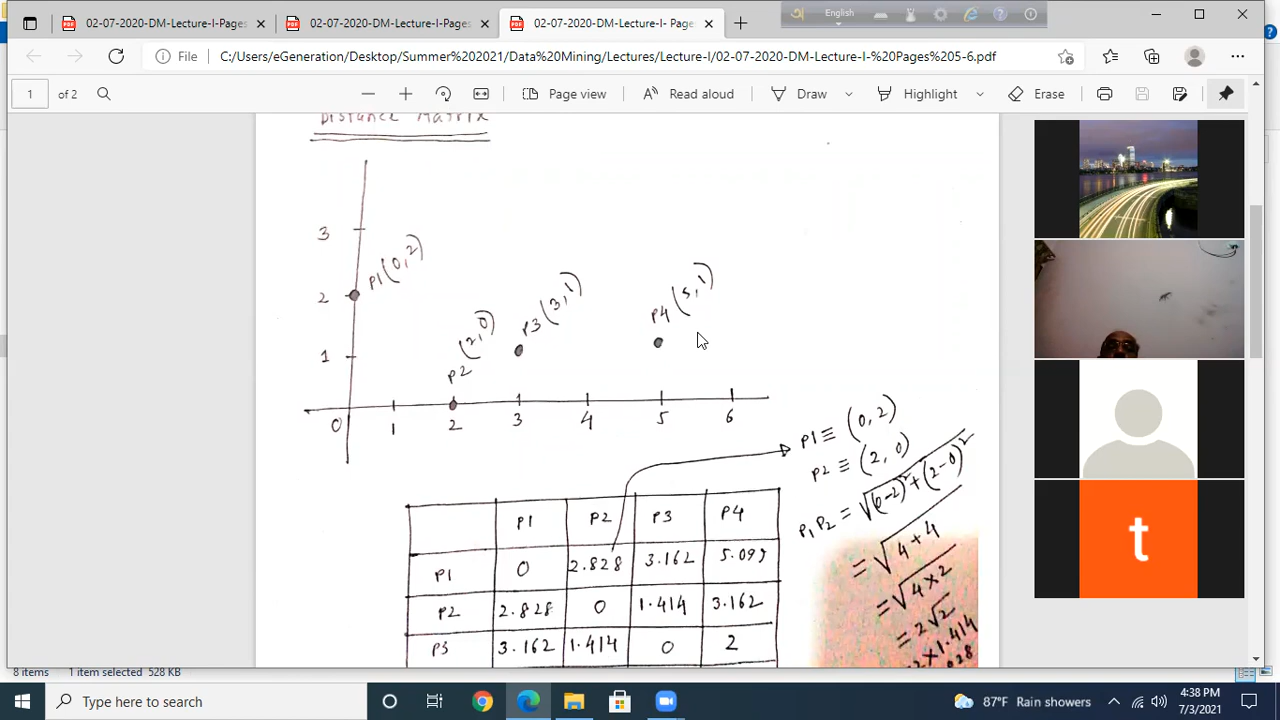 02-07-2020-DM-Lecture-I-Pages
02-07-2020-DM-Lecture-I-Pages
02-07-2020-DM-Lecture-I- Page
English
File
C:/Users/eGeneration/Desktop/Summer%202021/Data%20Mining/Lectures/Lecture-I/02-07-2020-DM-Lecture-I-%20Pages%205-6.pdf
1 of 2
Page view
Read aloud
Draw
Highlight
Erase
Distance Matrix
3
2
1
0
1 2 3 4 5 6
P1(0,2)
P2 (2,0)
P3(3,1)
P4(5,1)
P1 ≡ (0,2)
P2 ≡ (2,0)
P1P2 = √(0-2)²+(2-0)²
= √4+4
= √4×2
= 2√2
2×1.414
P1 P2 P3 P4
P1 0 2.828 3.162 5.099
P2 2.828 0 1.414 3.162
P3 3.162 1.414 0 2
t
8 items
1 item selected 528 KB
Type here to search
87°F Rain showers
4:38 PM
7/3/2021